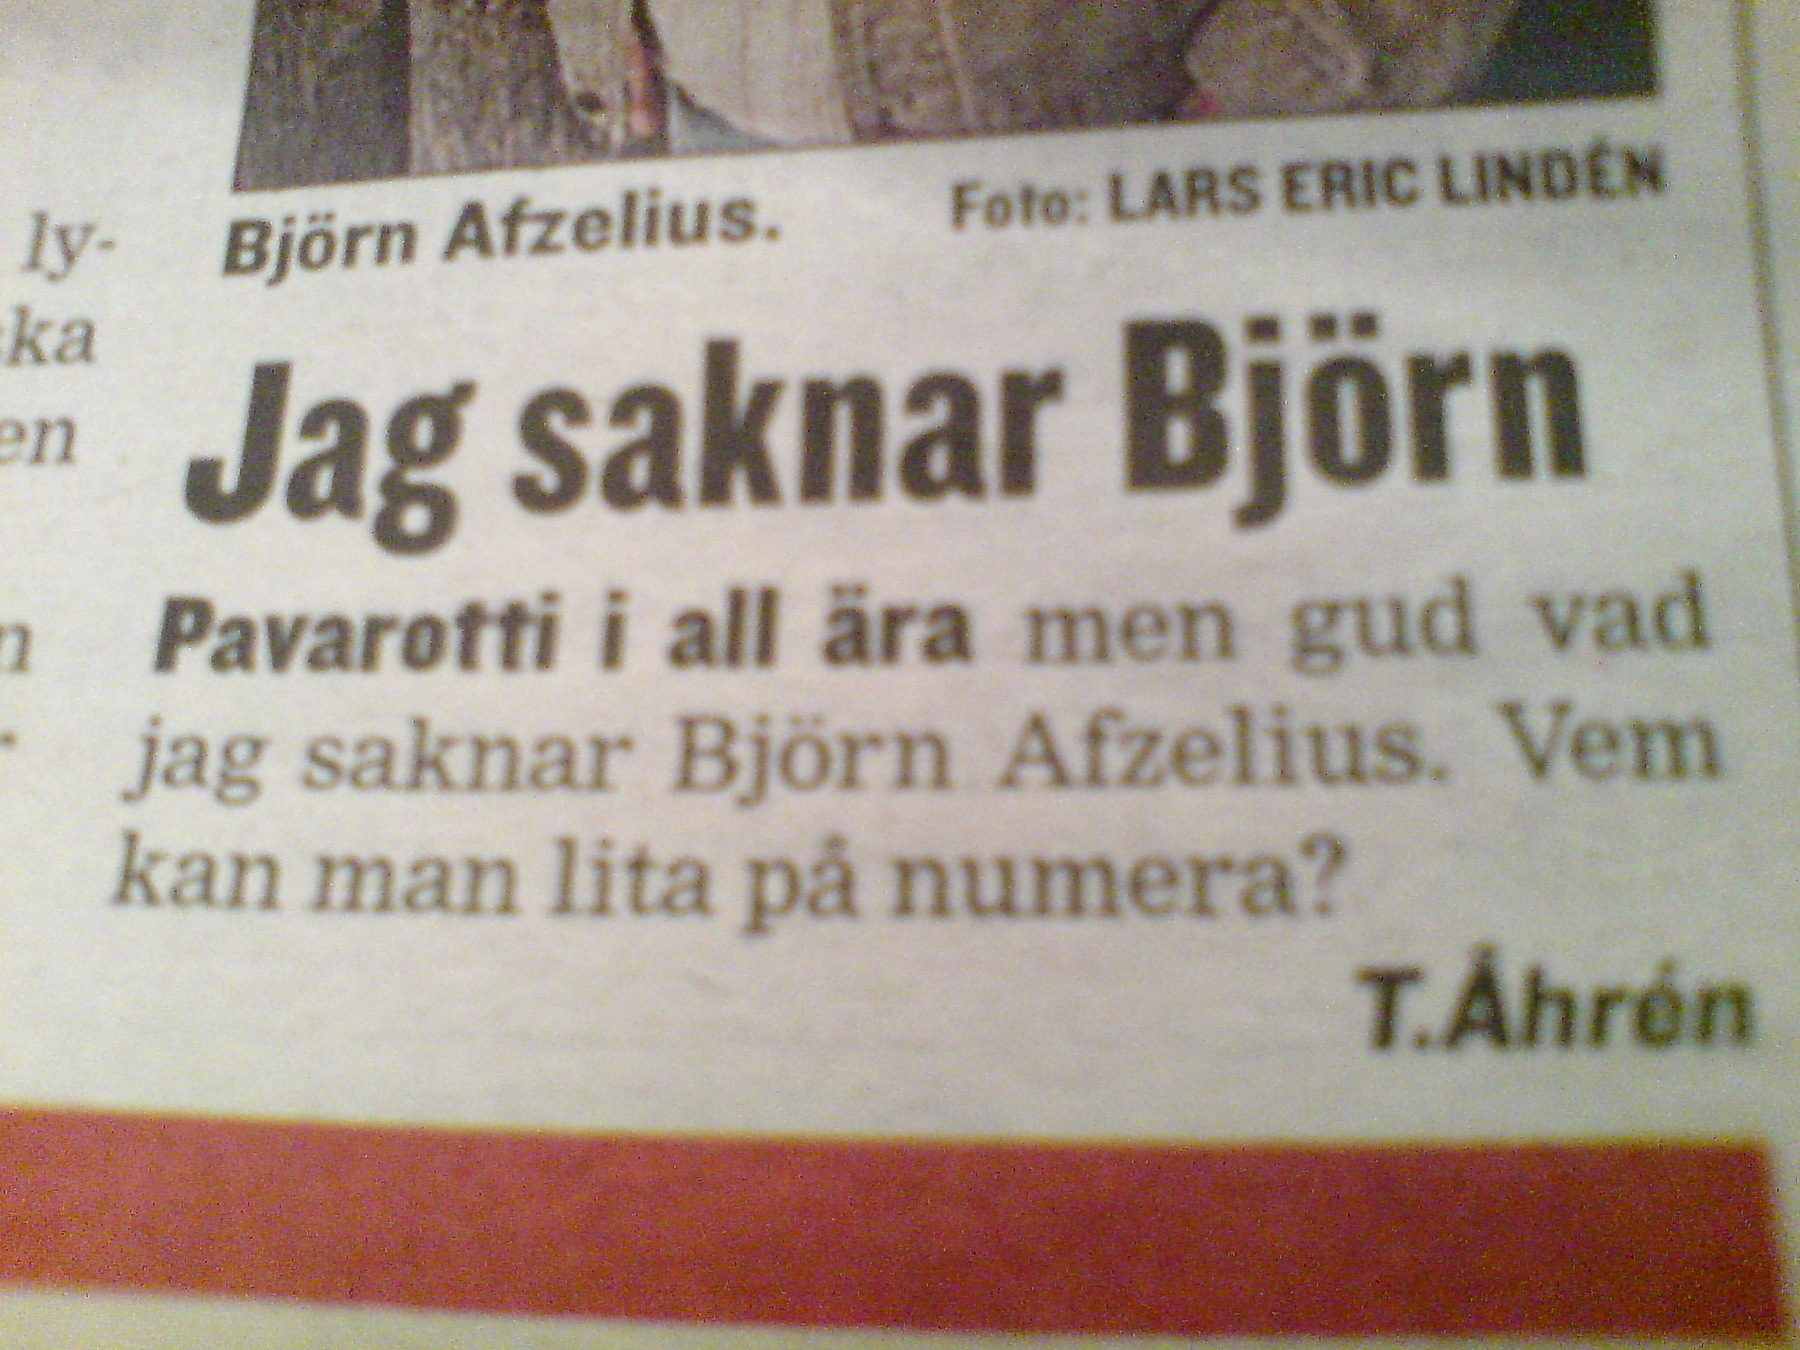 ly-
ka
en
n
Björn Afzelius. Foto: LARS ERIC LINDÉN
Jag saknar Björn
Pavarotti i all ära men gud vad
jag saknar Björn Afzelius. Vem
kan man lita på numera?
T.Åhrén